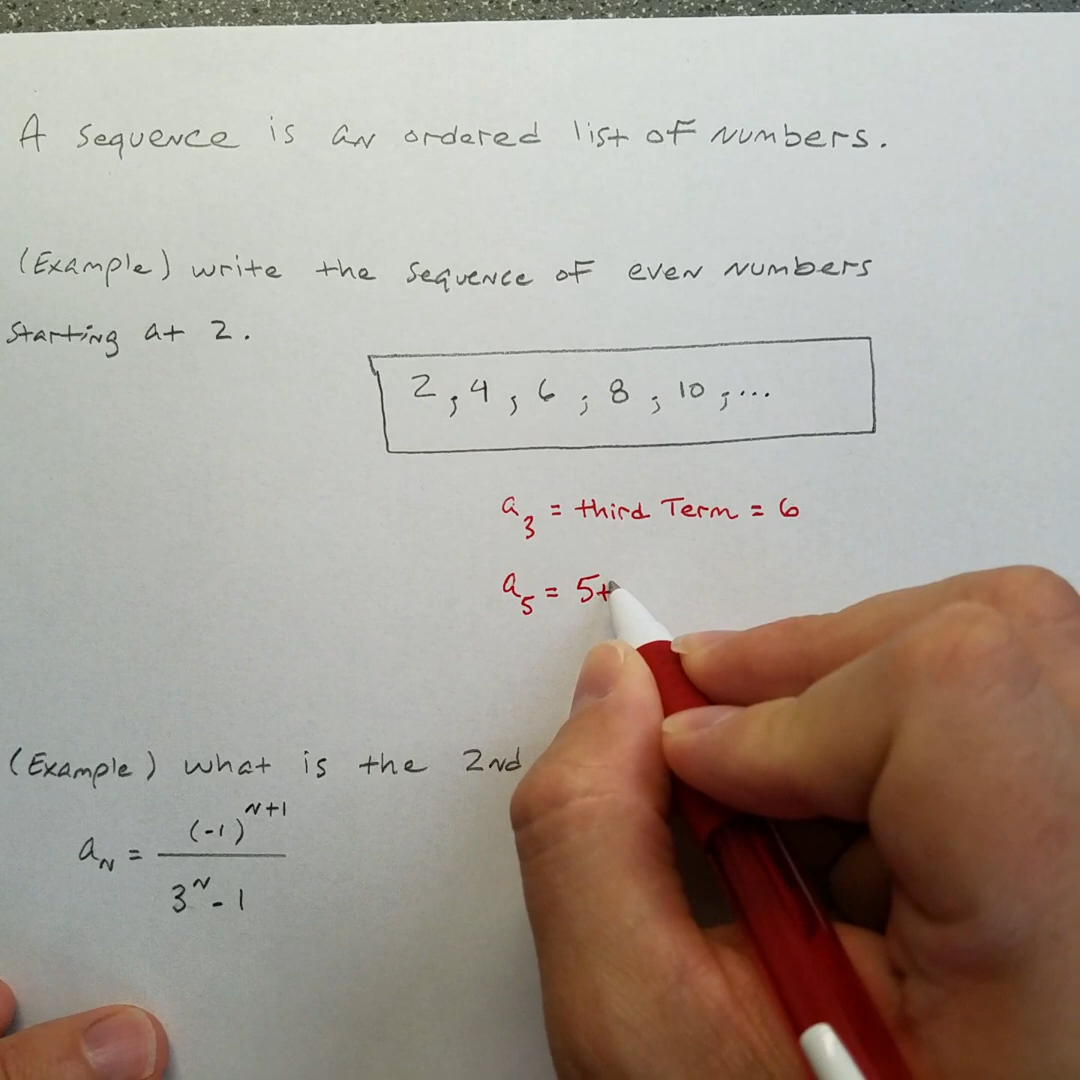 A sequence is an ordered list of numbers.
(Example) write the sequence of even numbers
starting at 2.
2, 4, 6, 8, 10, ...
a₃ = third Term = 6
a₅ = 5t
(Example) what is the 2nd
aₙ = (-1)ⁿ⁺¹
3ⁿ - 1